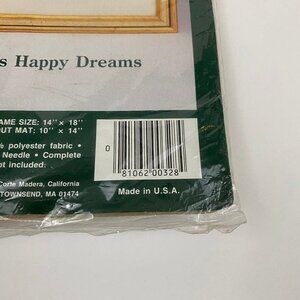 s Happy Dreams
AME SIZE: 14" × 18"
OUT MAT: 10" × 14"
% polyester fabric •
Needle • Complete
ot included:
Corte Madera, California
TOWNSEND, MA 01474
0
81062 00328
Made in U.S.A.